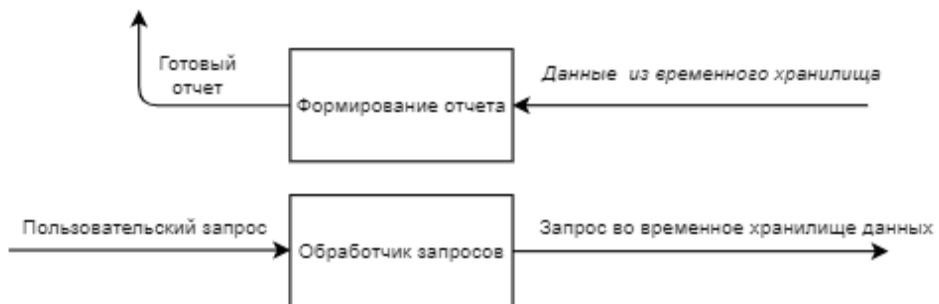 Готовый
отчет
Формирование отчета
Данные из временного хранилища
Пользовательский запрос
Обработчик запросов
Запрос во временное хранилище данных